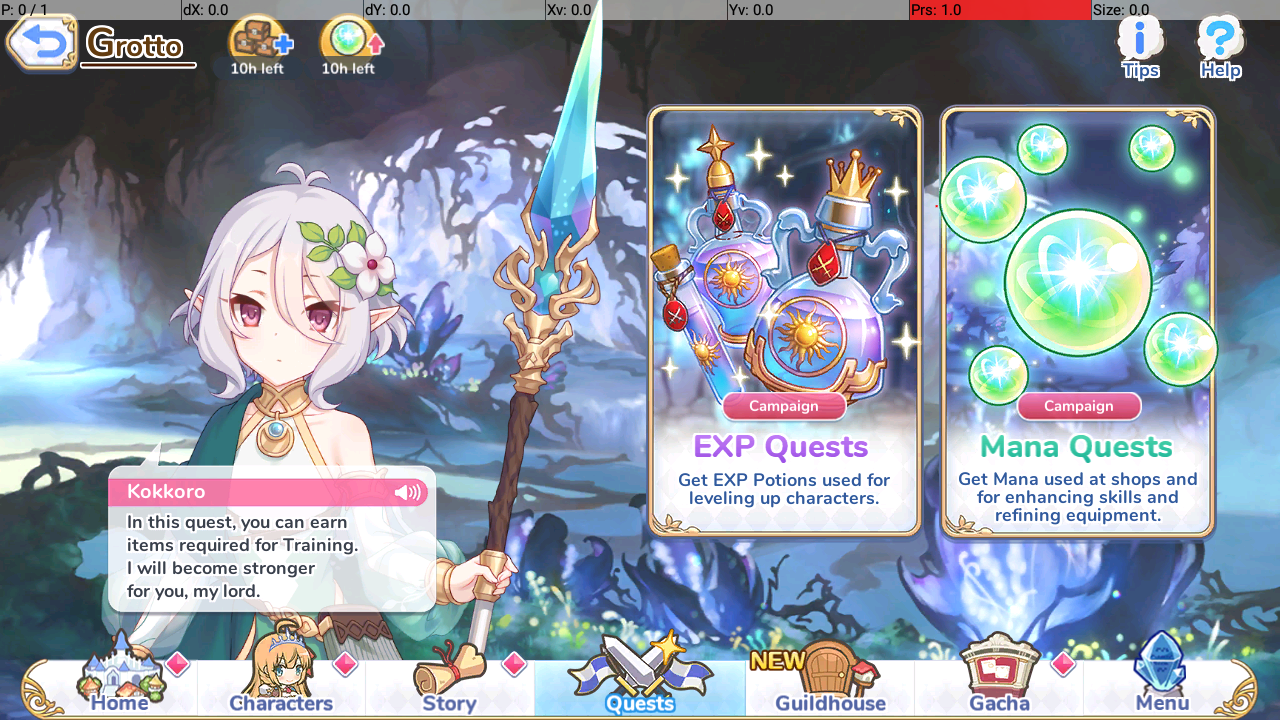 P: 0 / 1 dX: 0.0 dY: 0.0 Xv: 0.0 Yv: 0.0 Prs: 1.0 Size: 0.0
Grotto
10h left
10h left
Tips
Help
Campaign
EXP Quests
Get EXP Potions used for
leveling up characters.
Campaign
Mana Quests
Get Mana used at shops and
for enhancing skills and
refining equipment.
Kokkoro
In this quest, you can earn
items required for Training.
I will become stronger
for you, my lord.
Home
Characters
Story
Quests
NEW
Guildhouse
Gacha
Menu